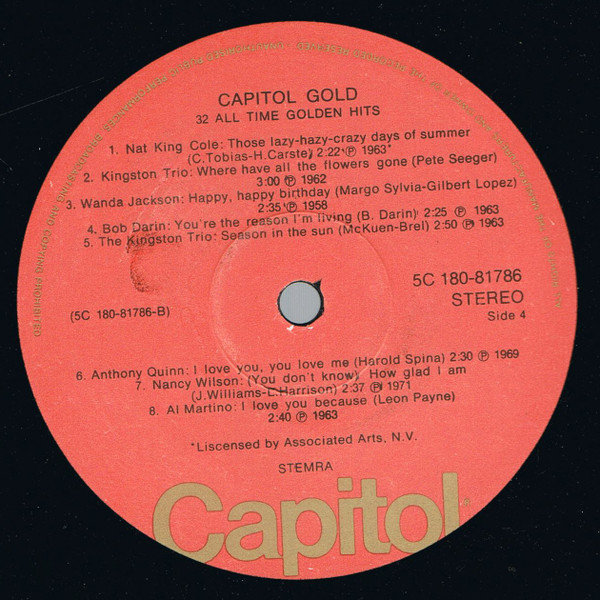 CAPITOL GOLD
32 ALL TIME GOLDEN HITS
1. Nat King Cole: Those lazy-hazy-crazy days of summer
(C.Tobias-H.Carste) 2:22 ℗ 1963*
2. Kingston Trio: Where have all the flowers gone (Pete Seeger)
3:00 ℗ 1962
3. Wanda Jackson: Happy, happy birthday (Margo Sylvia-Gilbert Lopez)
2:35 ℗ 1958
4. Bob Darin: You're the reason I'm living (B. Darin) 2:25 ℗ 1963
5. The Kingston Trio: Season in the sun (McKuen-Brel) 2:50 ℗ 1963
5C 180-81786
STEREO
(5C 180-81786-B)
Side 4
6. Anthony Quinn: I love you, you love me (Harold Spina) 2:30 ℗ 1969
7. Nancy Wilson: (You don't know) How glad I am
(J.Williams-L.Harrison) 2:37 ℗ 1971
8. Al Martino: I love you because (Leon Payne)
2:40 ℗ 1963
*Liscensed by Associated Arts, N.V.
STEMRA
Capitol